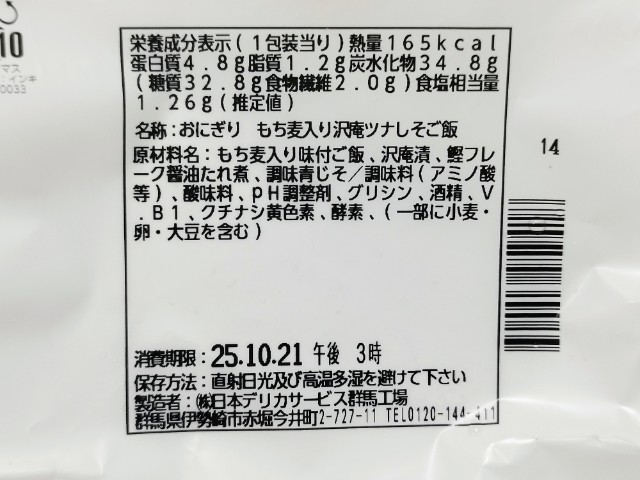 10
マス
インキ
0033
栄養成分表示(1包装当り)熱量165kcal
蛋白質4.8g脂質1.2g炭水化物34.8g
(糖質32.8g食物繊維2.0g)食塩相当量
1.26g(推定値)
名称:おにぎり もち麦入り沢庵ツナしそご飯
原材料名:もち麦入り味付ご飯、沢庵漬、鰹フレ
ーク醤油たれ煮、調味青じそ/調味料(アミノ酸
等)、酸味料、pH調整剤、グリシン、酒精、V
.B1、クチナシ黄色素、酵素、(一部に小麦・
卵・大豆を含む)
14
消費期限:25.10.21 午後 3時
保存方法:直射日光及び高温多湿を避けて下さい
製造者:㈱日本デリカサービス群馬工場
群馬県伊勢崎市赤堀今井町2-727-11 TEL0120-144-411